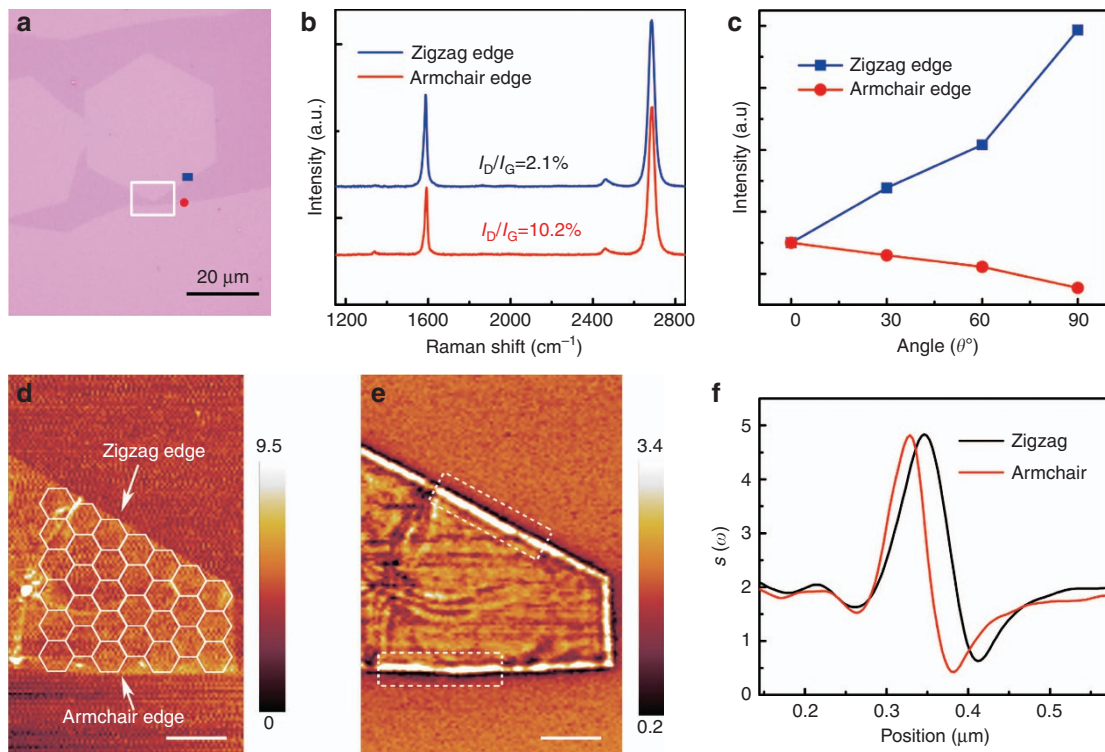 a
20 μm
b
Zigzag edge
Armchair edge
I_D/I_G=2.1%
I_D/I_G=10.2%
Intensity (a.u.)
1200 1600 2000 2400 2800
Raman shift (cm⁻¹)
c
Zigzag edge
Armchair edge
Intensity (a.u)
0 30 60 90
Angle (θ°)
d
Zigzag edge
Armchair edge
9.5
0
e
3.4
0.2
f
Zigzag
Armchair
s (ω)
5
4
3
2
1
0
0.2 0.3 0.4 0.5
Position (μm)